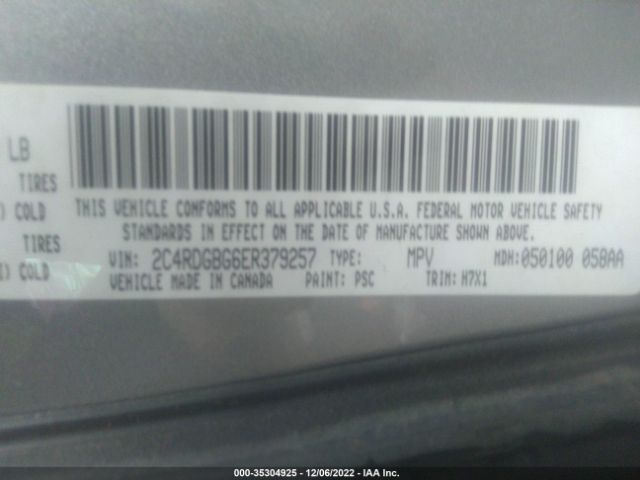 LB
TIRES
) COLD
TIRES
I) COLD
THIS VEHICLE CONFORMS TO ALL APPLICABLE U.S.A. FEDERAL MOTOR VEHICLE SAFETY
STANDARDS IN EFFECT ON THE DATE OF MANUFACTURE SHOWN ABOVE.
VIN: 2C4RDGBG6ER379257 TYPE: MPV MDH:050100 058AA
VEHICLE MADE IN CANADA PAINT: PSC TRIM: H7X1
000-35304925 - 12/06/2022 - IAA Inc.